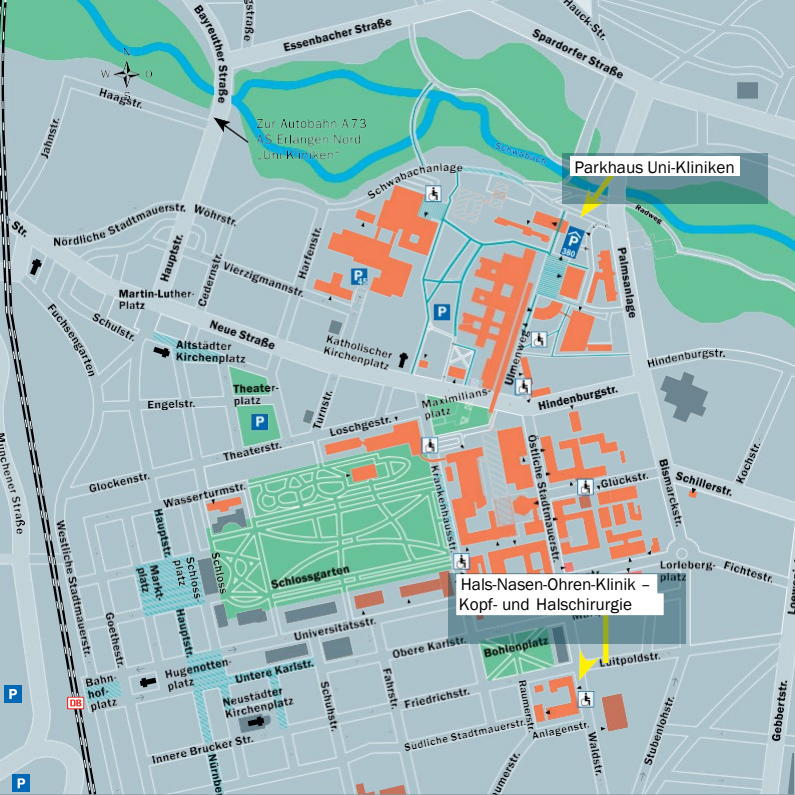 Essenbacher Straße
Hauck-Str.
Spardorfer Straße
Bayreuther Straße
N
W
O
S
Haagstr.
Jahnstr.
Zur Autobahn A73
AS Erlangen Nord
„Uni-Kliniken"
Schwabach
Schwabachanlage
Parkhaus Uni-Kliniken
Radweg
Palmsanlage
P
380
P
48
P
Str.
Nördliche Stadtmauerstr.
Wöhrstr.
Hauptstr.
Cedernstr.
Vierzigmannstr.
Harfenstr.
Martin-Luther-
Platz
Fuchsengarten
Schulstr.
Neue Straße
Altstädter
Kirchenplatz
Katholischer
Kirchenplatz
Ulmenweg
Hindenburgstr.
Hindenburgstr.
Maximilians-
platz
Theater-
platz
P
Engelstr.
Turnstr.
Loschgestr.
Theaterstr.
Glockenstr.
Wasserturmstr.
Krankenhausstr.
Östliche Stadtmauerstr.
Glückstr.
Bismarckstr.
Schillerstr.
Kochstr.
Münchener Straße
Westliche Stadtmauerstr.
Hauptstr.
Markt-
platz
Schloss
platz
Schloss
Schlossgarten
Lorleberg-
platz
Fichtestr.
Hals-Nasen-Ohren-Klinik –
Kopf- und Halschirurgie
Universitätsstr.
Goethestr.
Hauptstr.
Obere Karlstr.
Bohlenplatz
Luitpoldstr.
Bahn-
hof-
platz
DB
Hugenotten-
platz
Untere Karlstr.
Neustädter
Kirchenplatz
Schuhstr.
Fahrstr.
Friedrichstr.
Raumerstr.
Südliche Stadtmauerstr.
Anlagenstr.
Waldstr.
Stubenlohstr.
Gebbertstr.
Innere Brucker Str.
P
P